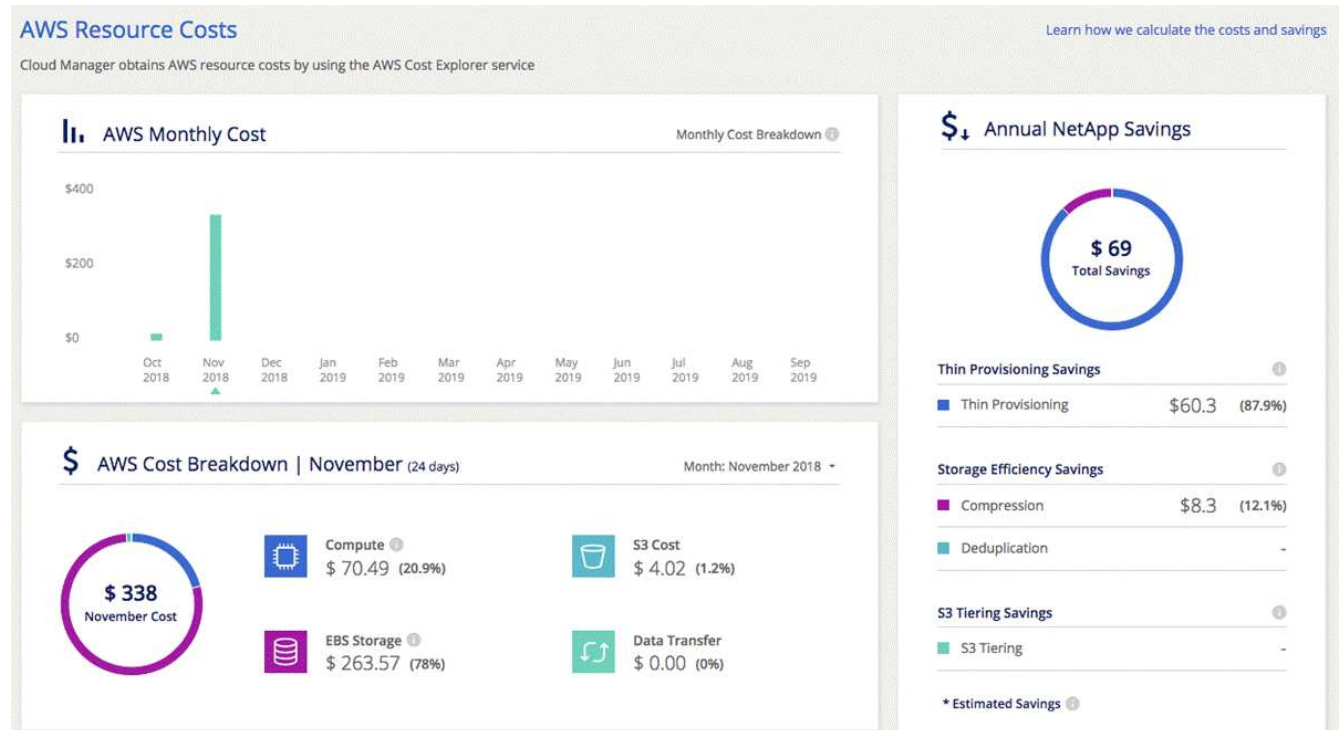 AWS Resource Costs
Learn how we calculate the costs and savings
Cloud Manager obtains AWS resource costs by using the AWS Cost Explorer service
AWS Monthly Cost
Monthly Cost Breakdown
$400
$200
$0
Oct 2018
Nov 2018
Dec 2018
Jan 2019
Feb 2019
Mar 2019
Apr 2019
May 2019
Jun 2019
Jul 2019
Aug 2019
Sep 2019
AWS Cost Breakdown | November (24 days)
Month: November 2018
$ 338
November Cost
Compute
$ 70.49 (20.9%)
S3 Cost
$ 4.02 (1.2%)
EBS Storage
$ 263.57 (78%)
Data Transfer
$ 0.00 (0%)
Annual NetApp Savings
$ 69
Total Savings
Thin Provisioning Savings
Thin Provisioning $60.3 (87.9%)
Storage Efficiency Savings
Compression $8.3 (12.1%)
Deduplication -
S3 Tiering Savings
S3 Tiering -
* Estimated Savings